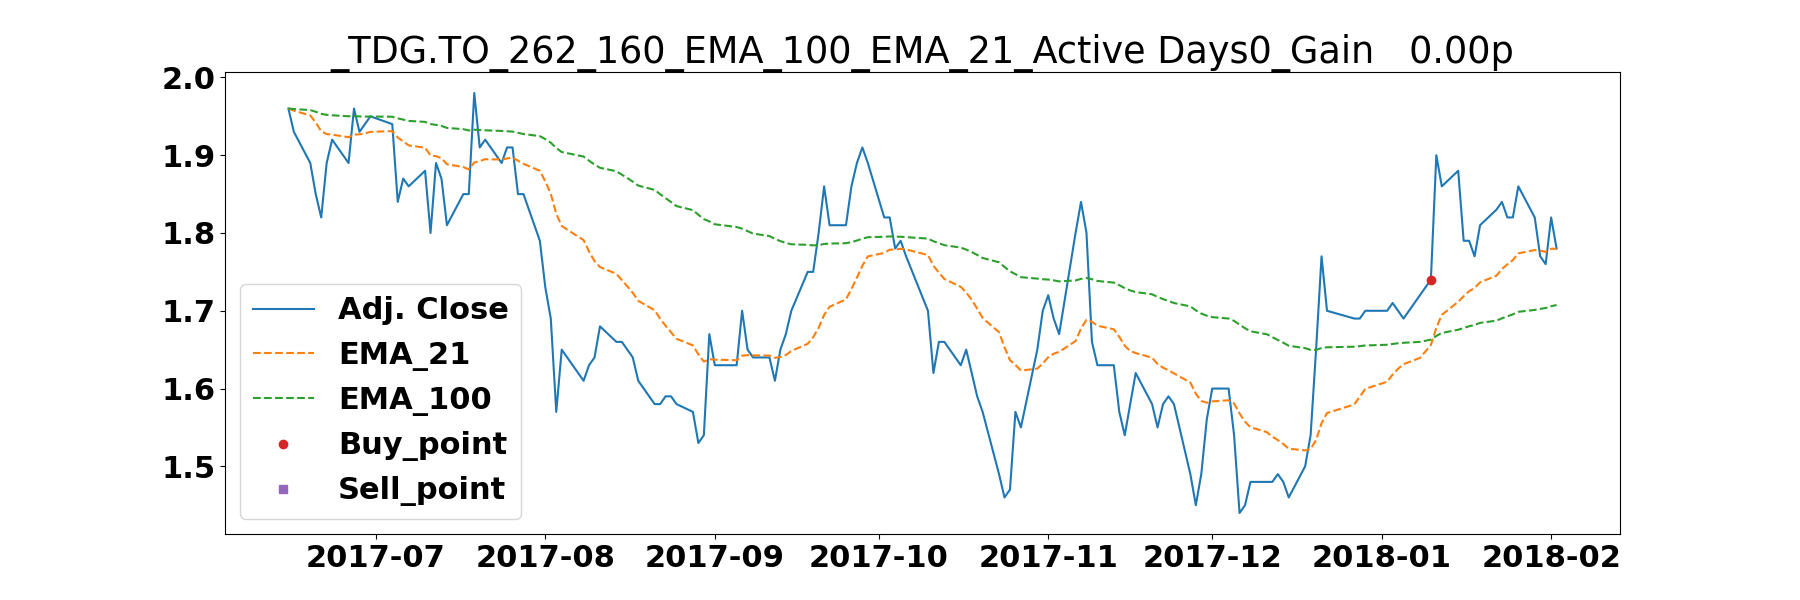 _TDG.TO_262_160_EMA_100_EMA_21_Active Days0_Gain   0.00p
2.0
1.9
1.8
1.7
1.6
1.5
Adj. Close
EMA_21
EMA_100
Buy_point
Sell_point
2017-07 2017-08 2017-09 2017-10 2017-11 2017-12 2018-01 2018-02